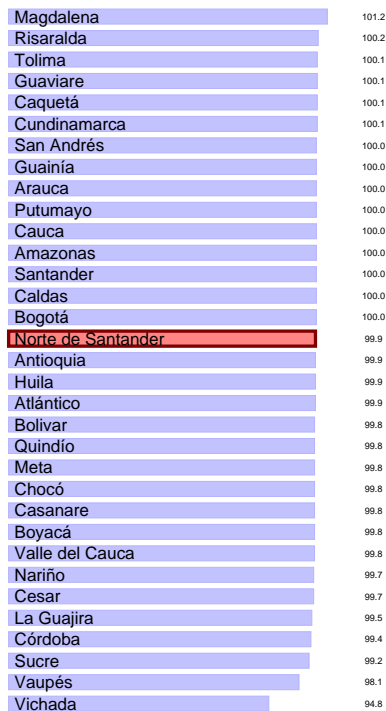 Magdalena 101.2
Risaralda 100.2
Tolima 100.1
Guaviare 100.1
Caquetá 100.1
Cundinamarca 100.1
San Andrés 100.0
Guainía 100.0
Arauca 100.0
Putumayo 100.0
Cauca 100.0
Amazonas 100.0
Santander 100.0
Caldas 100.0
Bogotá 100.0
Norte de Santander 99.9
Antioquia 99.9
Huila 99.9
Atlántico 99.9
Bolivar 99.8
Quindío 99.8
Meta 99.8
Chocó 99.8
Casanare 99.8
Boyacá 99.8
Valle del Cauca 99.8
Nariño 99.7
Cesar 99.7
La Guajira 99.5
Córdoba 99.4
Sucre 99.2
Vaupés 98.1
Vichada 94.8